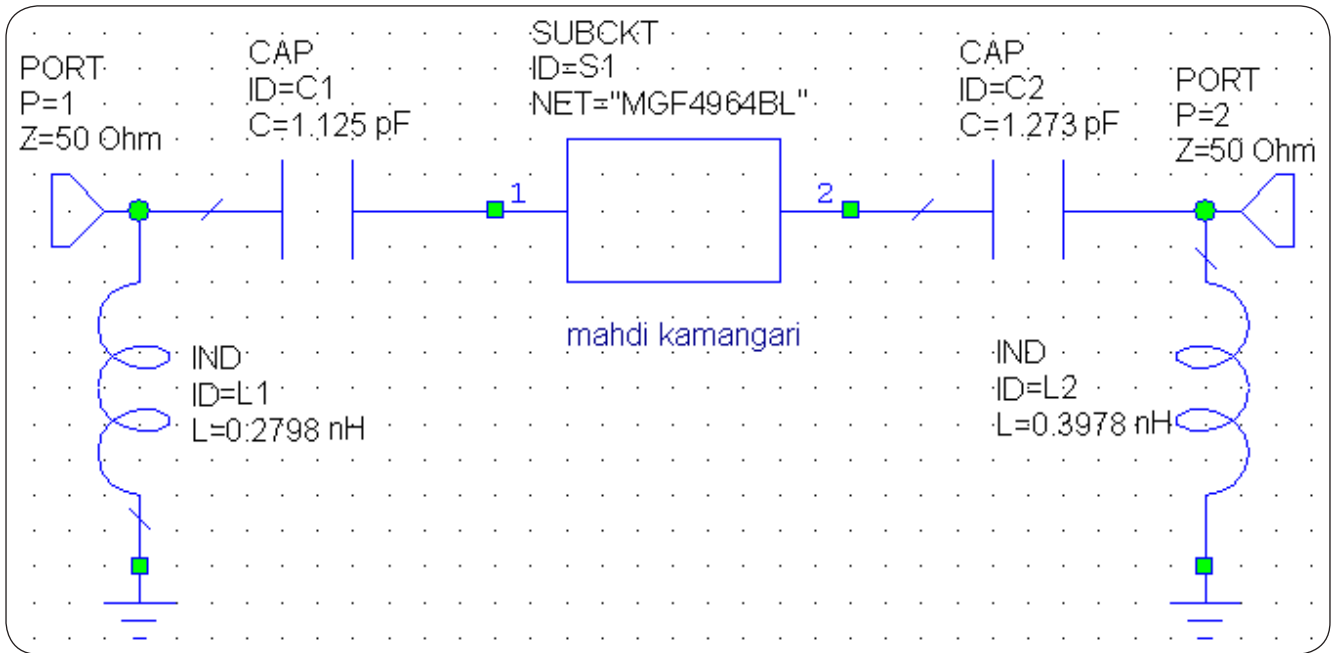 PORT
P=1
Z=50 Ohm
CAP
ID=C1
C=1.125 pF
SUBCKT
ID=S1
NET="MGF4964BL"
CAP
ID=C2
C=1.273 pF
PORT
P=2
Z=50 Ohm
1
2
mahdi kamangari
IND
ID=L1
L=0.2798 nH
IND
ID=L2
L=0.3978 nH